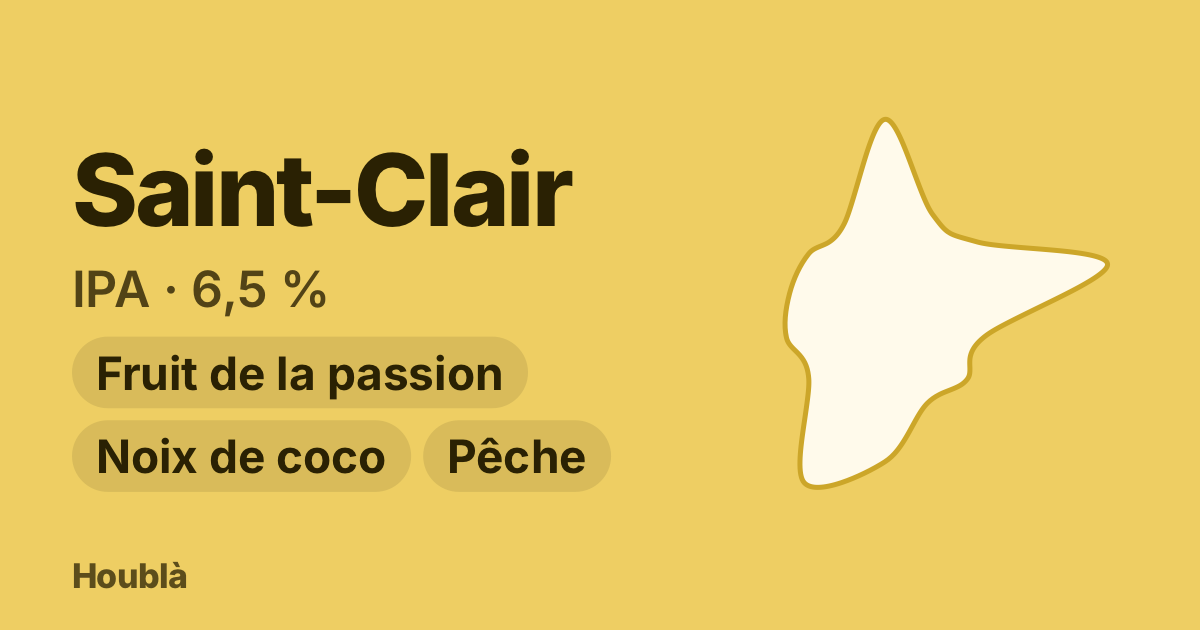 Saint-Clair
IPA · 6,5 %
Fruit de la passion
Noix de coco Pêche
Houblà